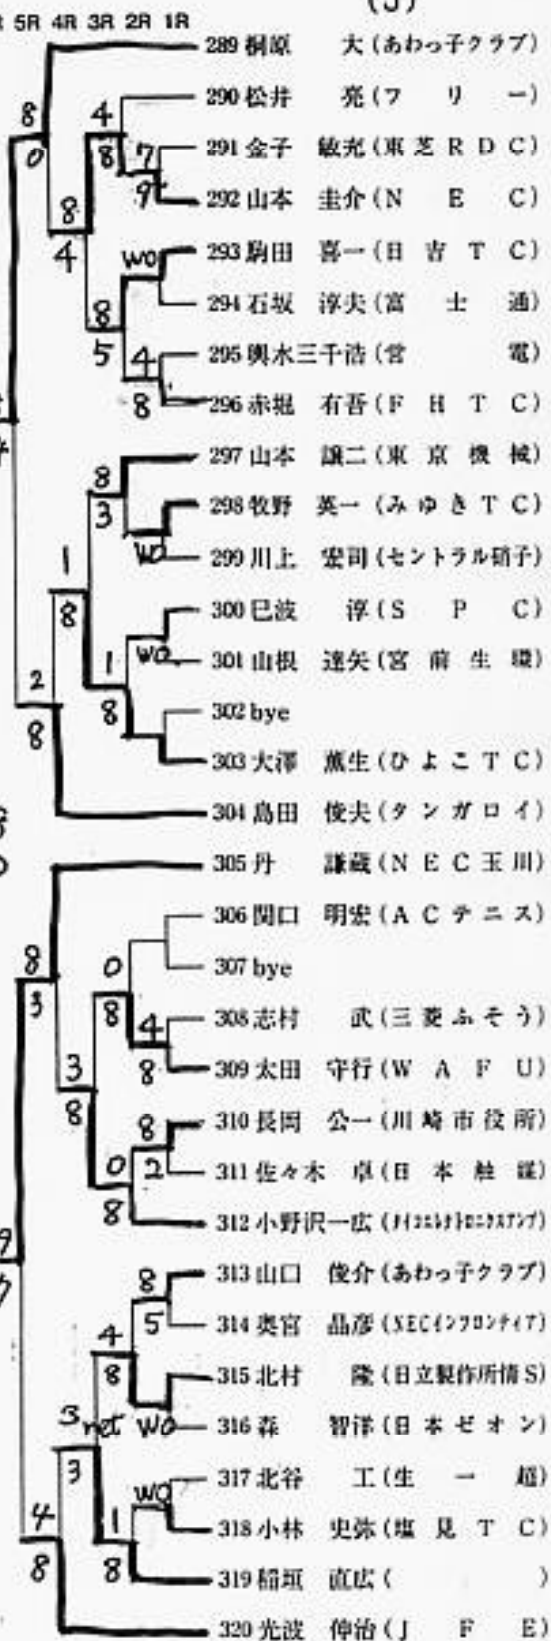 (3)
5R 4R 3R 2R 1R
289 桐原 大 (あわっ子クラブ)
290 松井 亮 (フリー)
291 金子 敏充 (東芝RDC)
292 山本 圭介 (NEC)
293 駒田 喜一 (日吉TC)
294 石坂 淳夫 (富士通)
295 輿水三千浩 (営電)
296 赤堀 有吾 (FHTC)
297 山本 譲二 (東京機械)
298 牧野 英一 (みゆきTC)
299 川上 宏司 (セントラル硝子)
300 巳波 淳 (SPC)
301 山根 達矢 (宮前生環)
302 bye
303 大澤 薫生 (ひよこTC)
304 島田 俊夫 (タンガロイ)
305 丹 謙蔵 (NEC玉川)
306 関口 明宏 (ACテニス)
307 bye
308 志村 武 (三菱ふそう)
309 太田 守行 (WAFU)
310 長岡 公一 (川崎市役所)
311 佐々木 卓 (日本触媒)
312 小野沢一広
313 山口 俊介 (あわっ子クラブ)
314 奥宮 晶彦 (NECインフロンティア)
315 北村 隆 (日立製作所情S)
316 森 智洋 (日本ゼオン)
317 北谷 工 (生一超)
318 小林 史弥 (塩見TC)
319 稲垣 直広 ( )
320 光波 伸治 (JFE)
8
0
4
8
7
9
8
4
wo
8
5
4
8
8
3
wo
1
8
wo
1
8
2
8
8
3
0
8
4
8
3
8
8
2
0
8
9
7
8
5
4
8
wo
3 ret
3
wo
1
8
4
8